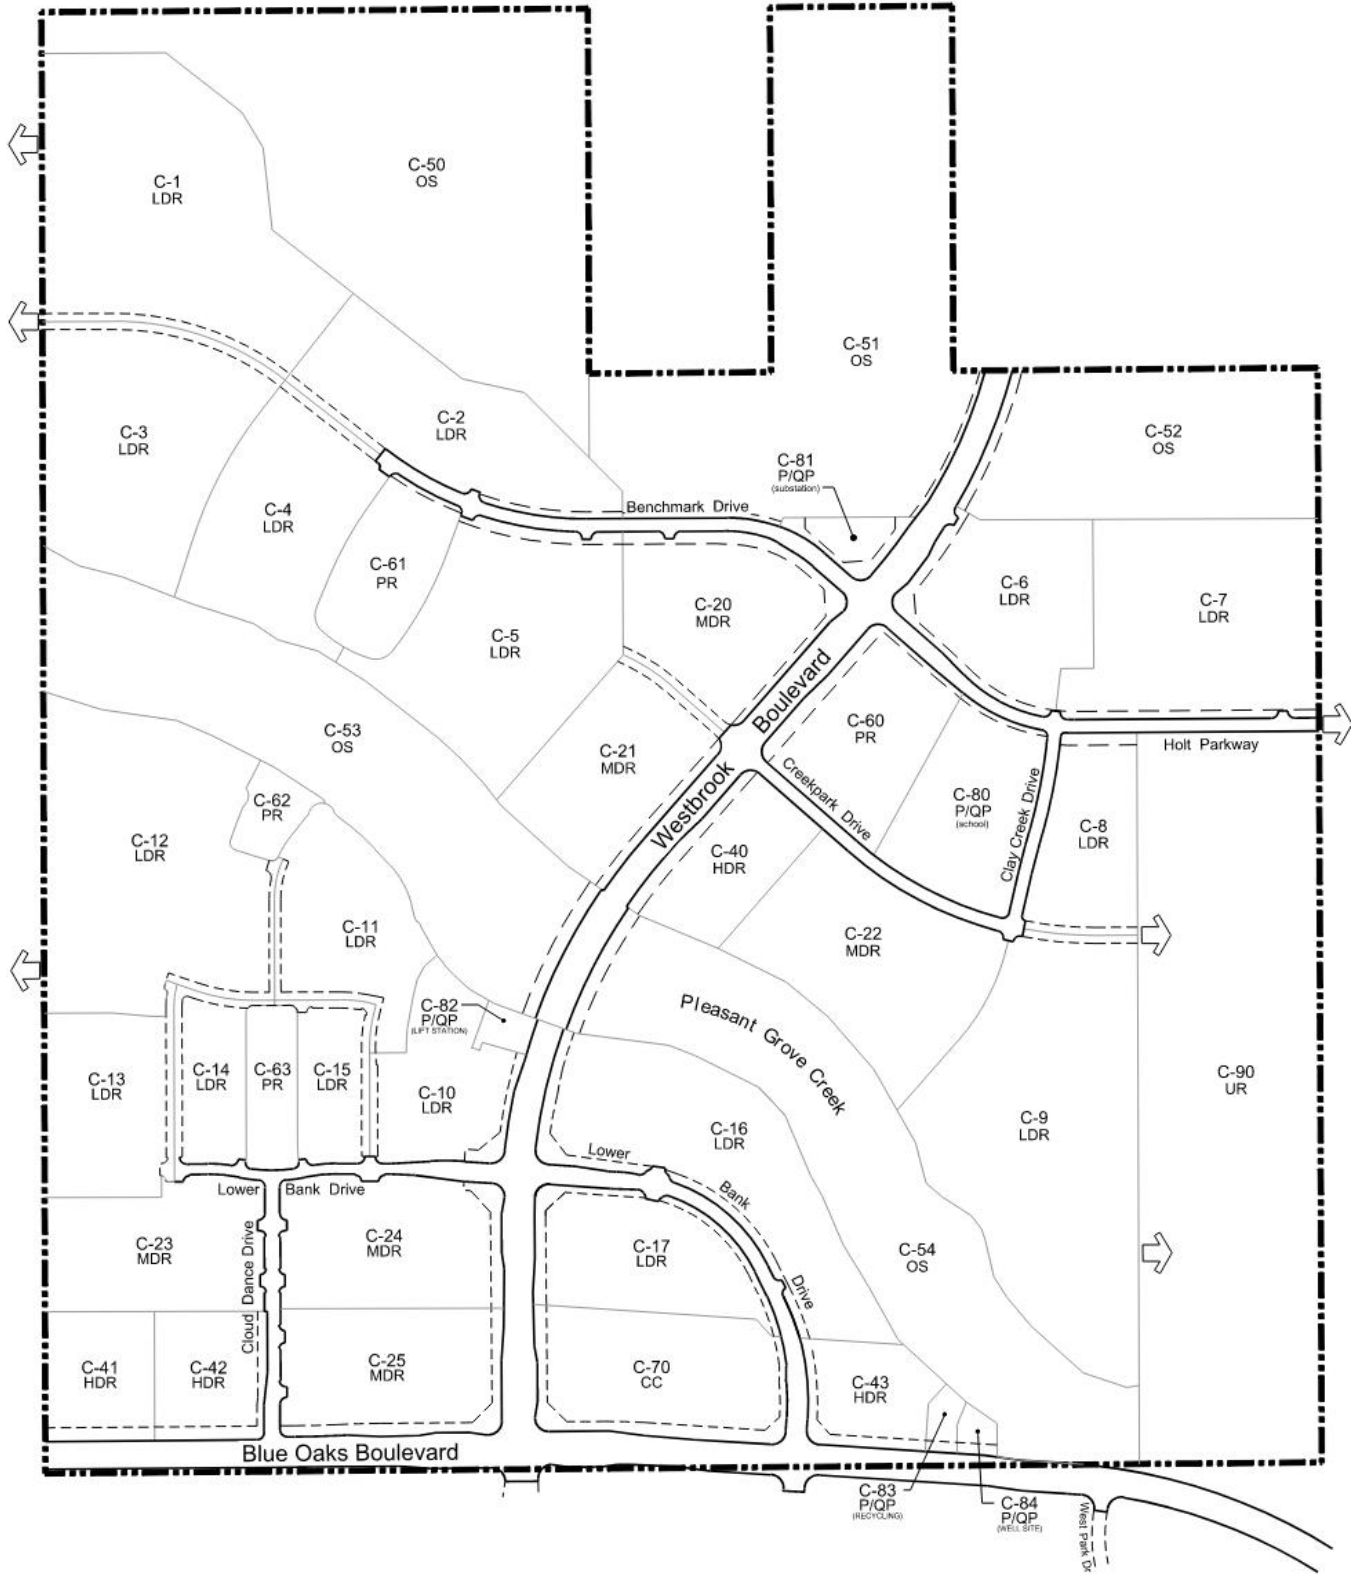 C-1
LDR
C-50
OS
C-51
OS
C-2
LDR
C-3
LDR
C-52
OS
C-81
P/QP
(substation)
Benchmark Drive
C-4
LDR
C-61
PR
C-6
LDR
C-7
LDR
C-20
MDR
C-5
LDR
Westbrook Boulevard
C-60
PR
C-53
OS
C-21
MDR
Holt Parkway
Creekpark Drive
C-80
P/QP
(school)
Clay Creek Drive
C-62
PR
C-8
LDR
C-12
LDR
C-40
HDR
C-11
LDR
C-22
MDR
C-82
P/QP
(LIFT STATION)
Pleasant Grove Creek
C-13
LDR
C-14
LDR
C-63
PR
C-15
LDR
C-10
LDR
C-90
UR
C-16
LDR
C-9
LDR
Lower Bank Drive
Lower Bank Drive
C-23
MDR
Cloud Dance Drive
C-24
MDR
C-17
LDR
C-54
OS
C-41
HDR
C-42
HDR
C-25
MDR
C-70
CC
C-43
HDR
Blue Oaks Boulevard
C-83
P/QP
(RECYCLING)
C-84
P/QP
(WELL SITE)
West Park Dr